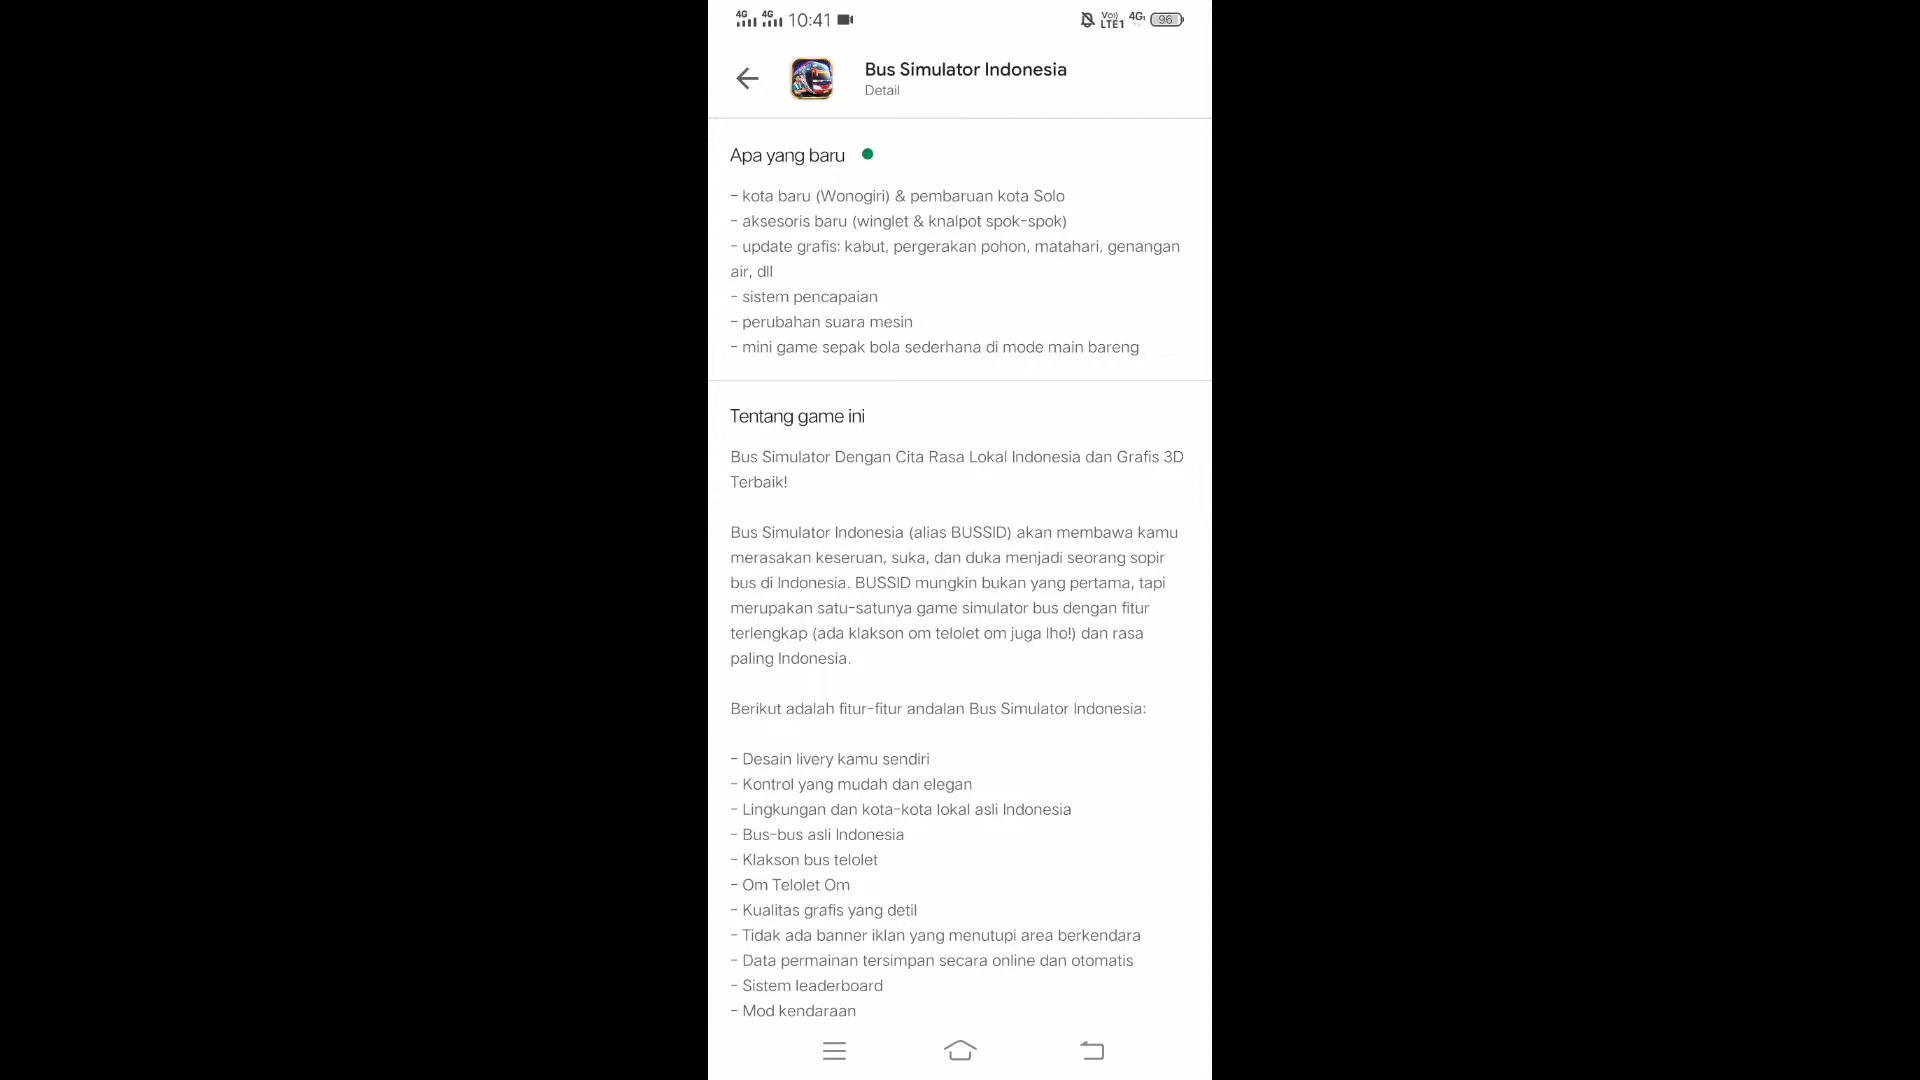 4G 4G 10:41 Vo)) LTE1 4G 96
Bus Simulator Indonesia
Detail
Apa yang baru
- kota baru (Wonogiri) & pembaruan kota Solo
- aksesoris baru (winglet & knalpot spok-spok)
- update grafis: kabut, pergerakan pohon, matahari, genangan
air, dll
- sistem pencapaian
- perubahan suara mesin
- mini game sepak bola sederhana di mode main bareng
Tentang game ini
Bus Simulator Dengan Cita Rasa Lokal Indonesia dan Grafis 3D
Terbaik!
Bus Simulator Indonesia (alias BUSSID) akan membawa kamu
merasakan keseruan, suka, dan duka menjadi seorang sopir
bus di Indonesia. BUSSID mungkin bukan yang pertama, tapi
merupakan satu-satunya game simulator bus dengan fitur
terlengkap (ada klakson om telolet om juga lho!) dan rasa
paling Indonesia.
Berikut adalah fitur-fitur andalan Bus Simulator Indonesia:
- Desain livery kamu sendiri
- Kontrol yang mudah dan elegan
- Lingkungan dan kota-kota lokal asli Indonesia
- Bus-bus asli Indonesia
- Klakson bus telolet
- Om Telolet Om
- Kualitas grafis yang detil
- Tidak ada banner iklan yang menutupi area berkendara
- Data permainan tersimpan secara online dan otomatis
- Sistem leaderboard
- Mod kendaraan